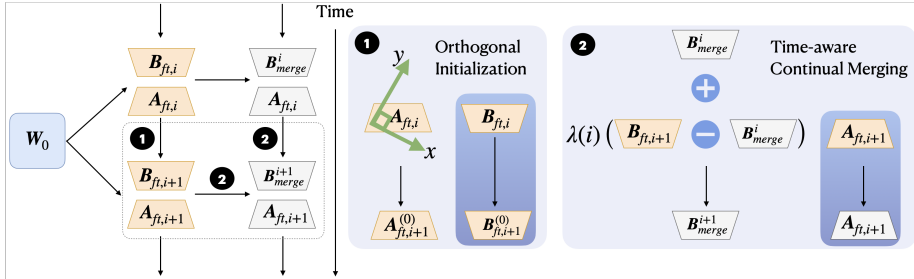 Time
W₀
B_{ft,i}
B^{i}_{merge}
A_{ft,i}
A_{ft,i}
1
2
B_{ft,i+1}
2
B^{i+1}_{merge}
A_{ft,i+1}
A_{ft,i+1}
1
Orthogonal
Initialization
y
A_{ft,i}
x
B_{ft,i}
A^{(0)}_{ft,i+1}
B^{(0)}_{ft,i+1}
2
B^{i}_{merge}
Time-aware
Continual Merging
+
λ(i) ( B_{ft,i+1} − B^{i}_{merge} )
A_{ft,i+1}
B^{i+1}_{merge}
A_{ft,i+1}